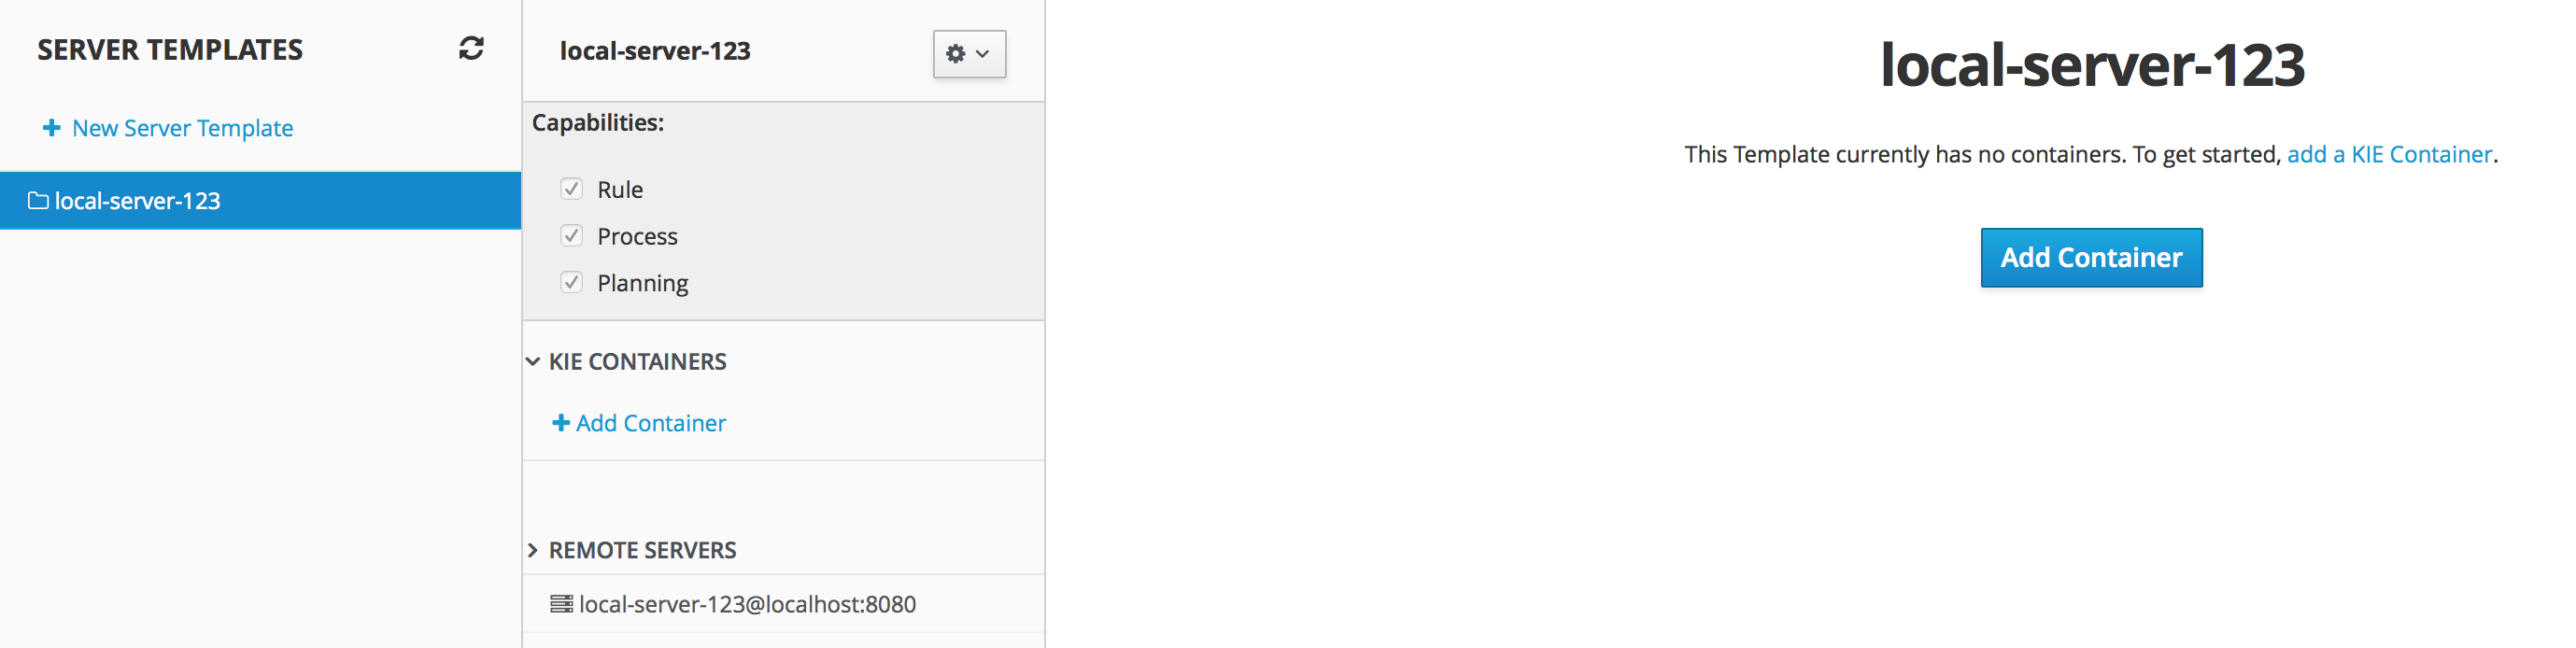 SERVER TEMPLATES
New Server Template
local-server-123
local-server-123
Capabilities:
Rule
Process
Planning
KIE CONTAINERS
Add Container
REMOTE SERVERS
local-server-123@localhost:8080
local-server-123
This Template currently has no containers. To get started, add a KIE Container.
Add Container